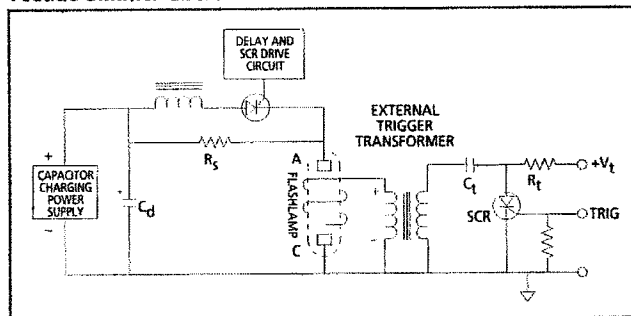 DELAY AND
SCR DRIVE
CIRCUIT
EXTERNAL
TRIGGER
TRANSFORMER
+
CAPACITOR
CHARGING
POWER
SUPPLY
−
+
Cd
Rs
A
FLASHLAMP
C
+
−
Ct
Rt
+Vt
SCR
TRIG